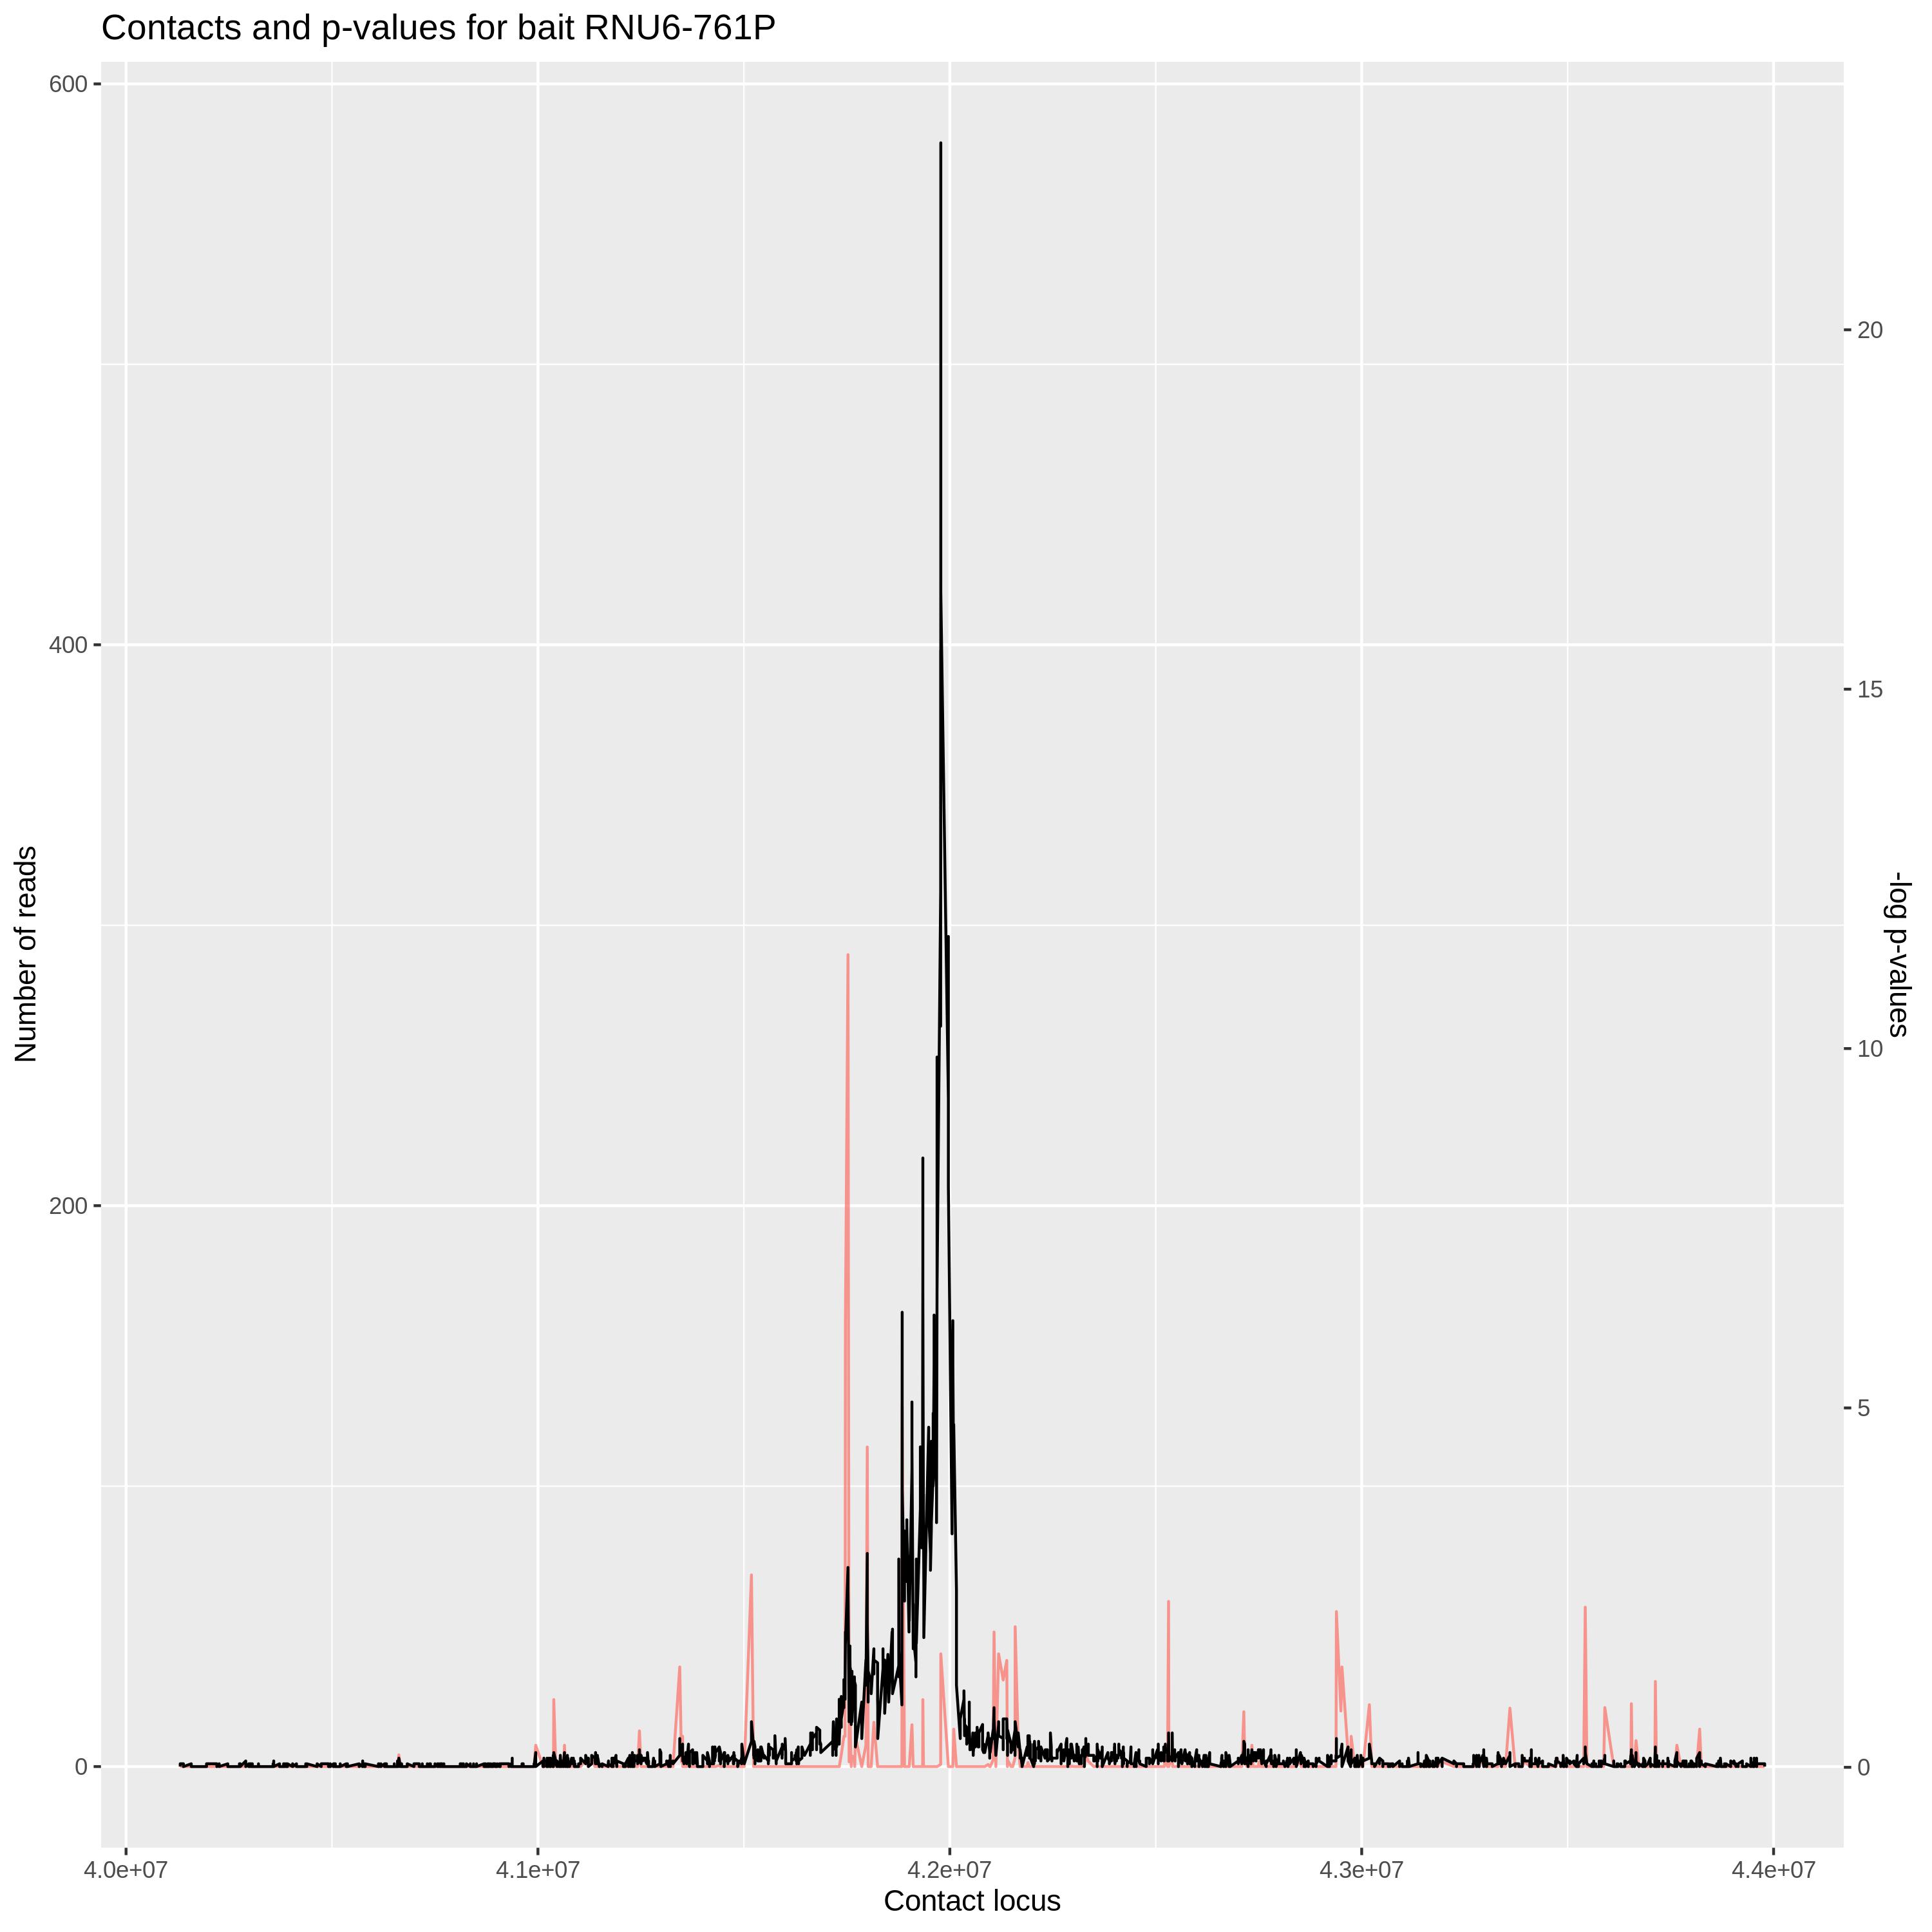 Contacts and p-values for bait RNU6-761P
600
400
200
0
Number of reads
20
15
10
5
0
-log p-values
4.0e+07
4.1e+07
4.2e+07
4.3e+07
4.4e+07
Contact locus